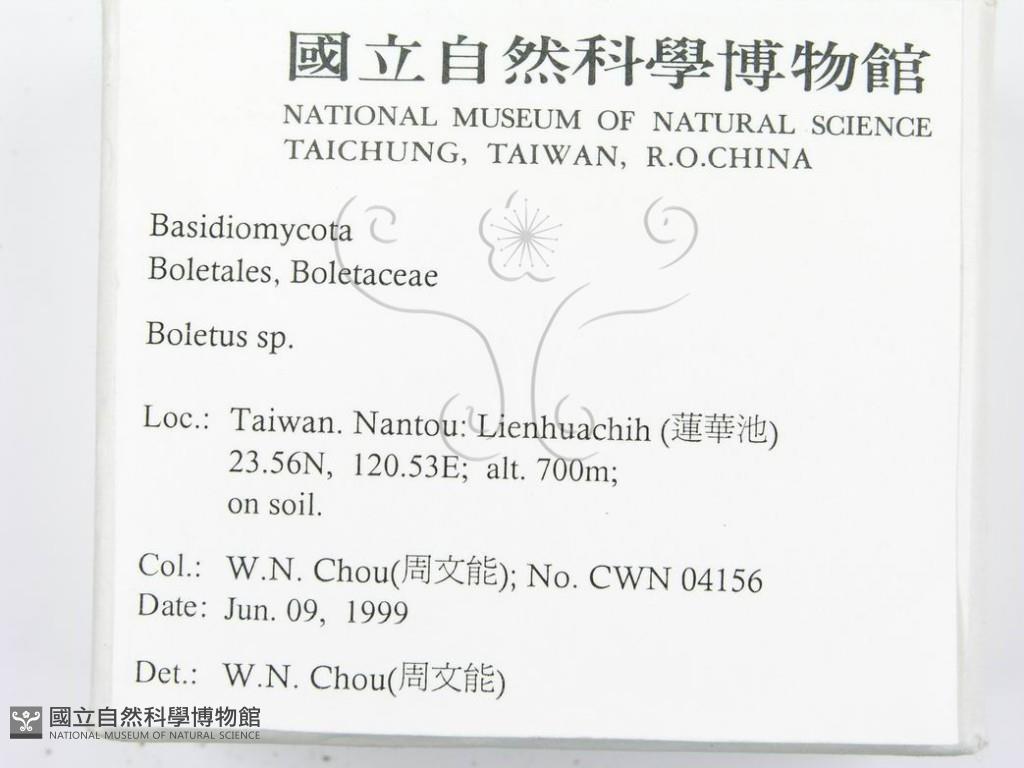 國立自然科學博物館
NATIONAL MUSEUM OF NATURAL SCIENCE
TAICHUNG, TAIWAN, R.O.CHINA
Basidiomycota
Boletales, Boletaceae
Boletus sp.
Loc.: Taiwan. Nantou: Lienhuachih (蓮華池)
23.56N, 120.53E; alt. 700m;
on soil.
Col.: W.N. Chou(周文能); No. CWN 04156
Date: Jun. 09, 1999
Det.: W.N. Chou(周文能)
國立自然科學博物館
NATIONAL MUSEUM OF NATURAL SCIENCE